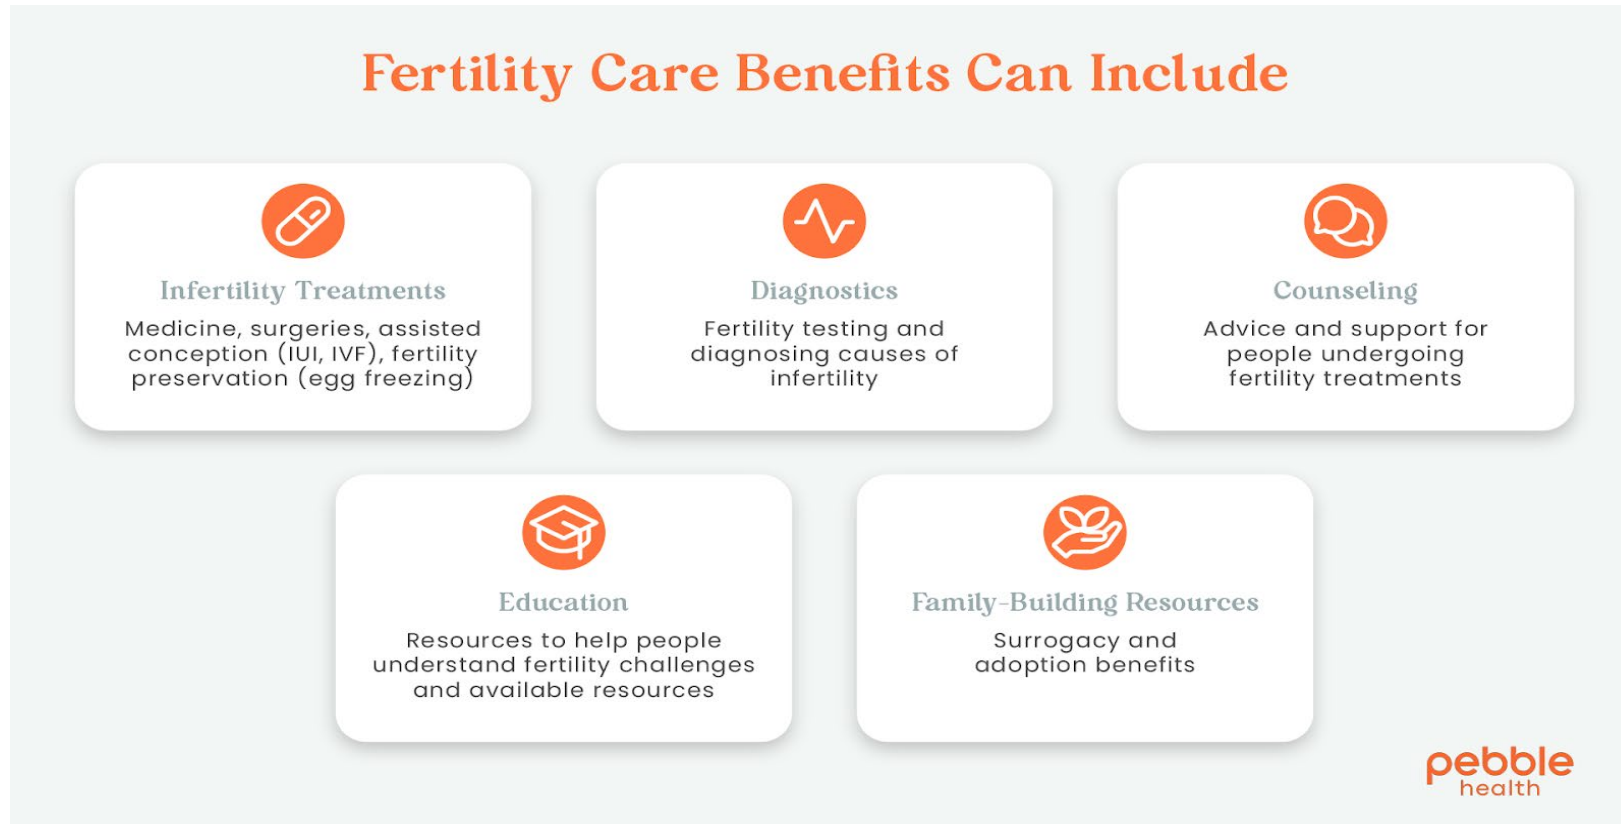 Fertility Care Benefits Can Include
Infertility Treatments
Medicine, surgeries, assisted
conception (IUI, IVF), fertility
preservation (egg freezing)
Diagnostics
Fertility testing and
diagnosing causes of
infertility
Counseling
Advice and support for
people undergoing
fertility treatments
Education
Resources to help people
understand fertility challenges
and available resources
Family-Building Resources
Surrogacy and
adoption benefits
pebble
health